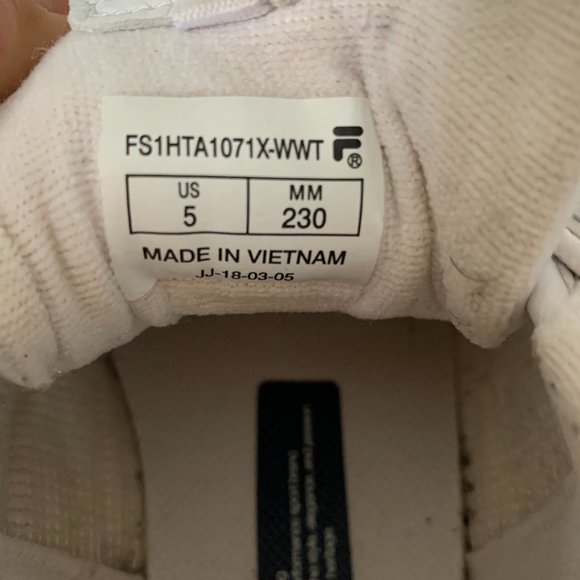 FS1HTA1071X-WWT F®
US MM
5 230
MADE IN VIETNAM
JJ-18-03-05